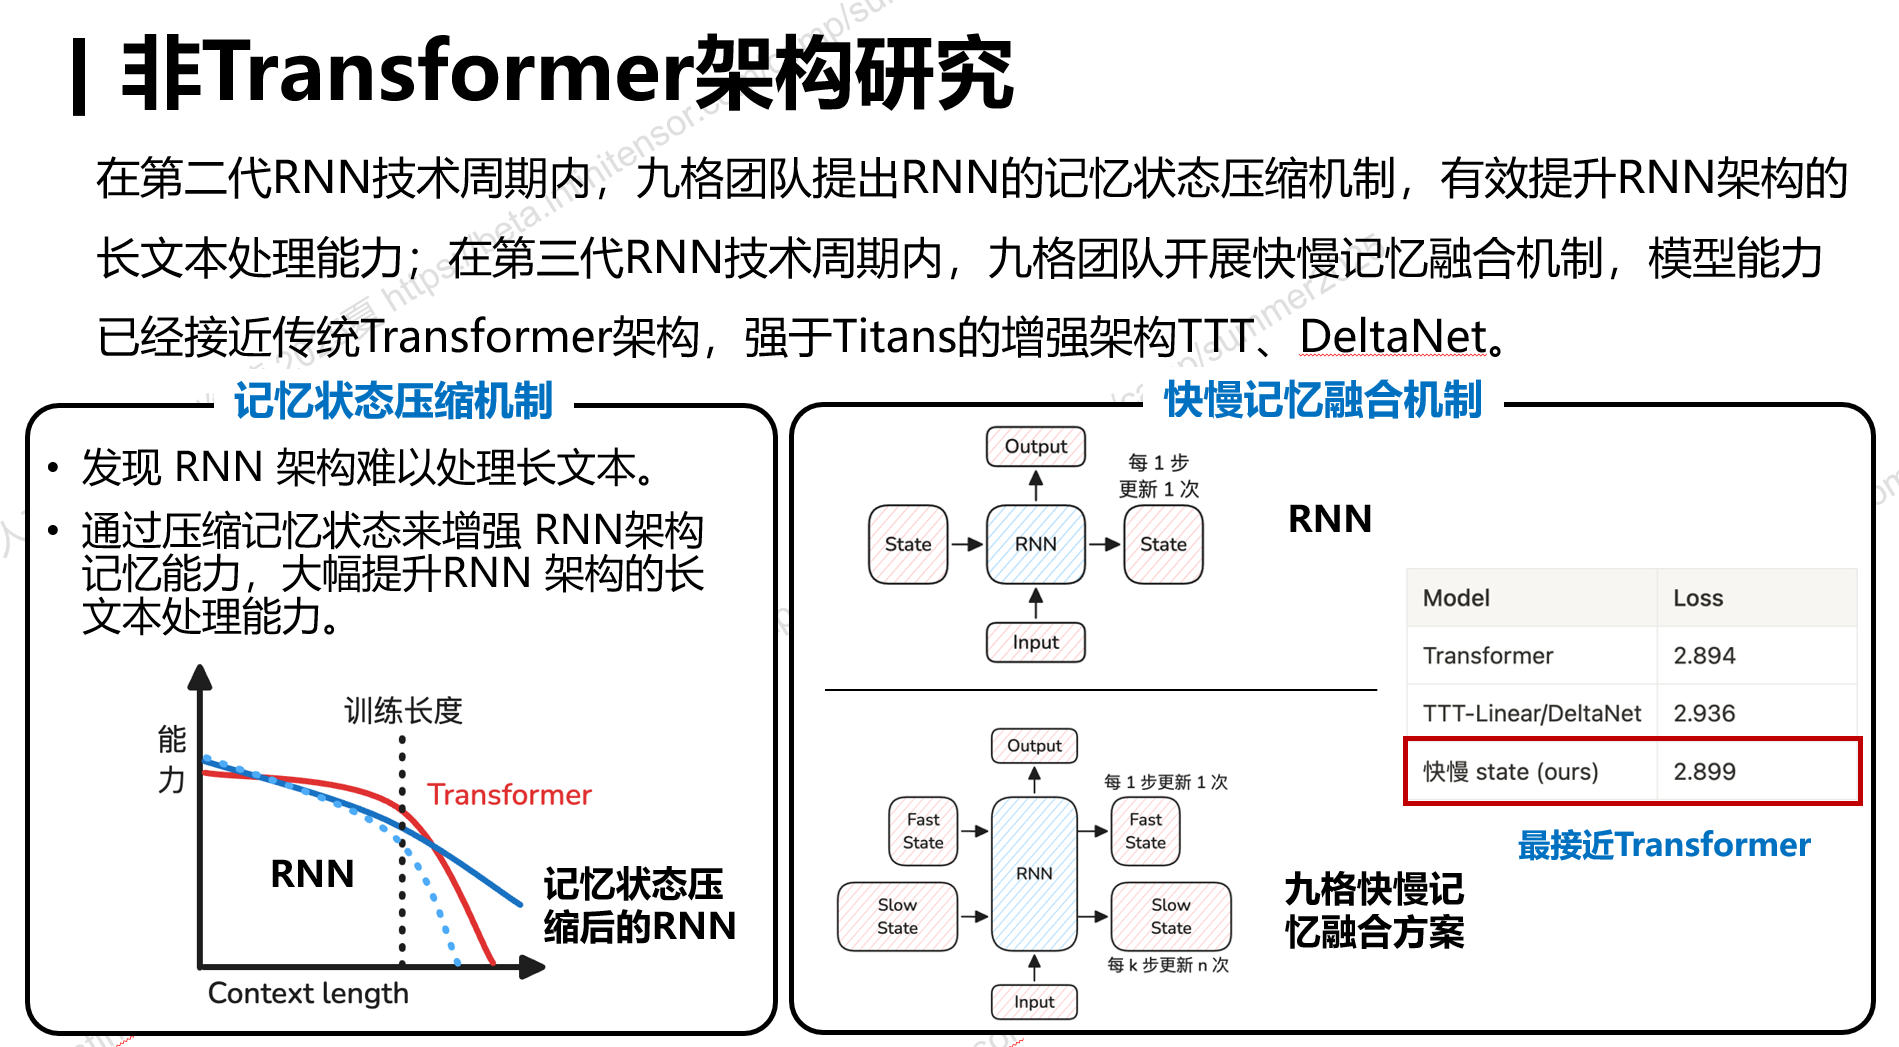 非Transformer架构研究
在第二代RNN技术周期内，九格团队提出RNN的记忆状态压缩机制，有效提升RNN架构的
长文本处理能力；在第三代RNN技术周期内，九格团队开展快慢记忆融合机制，模型能力
已经接近传统Transformer架构，强于Titans的增强架构TTT、DeltaNet。
记忆状态压缩机制
• 发现 RNN 架构难以处理长文本。
• 通过压缩记忆状态来增强 RNN架构
记忆能力，大幅提升RNN 架构的长
文本处理能力。
能
力
训练长度
Transformer
RNN
记忆状态压
缩后的RNN
Context length
快慢记忆融合机制
Output
每 1 步
更新 1 次
State
RNN
State
Input
RNN
Output
每 1 步更新 1 次
Fast
State
Fast
State
RNN
Slow
State
Slow
State
每 k 步更新 n 次
Input
九格快慢记
忆融合方案
Model Loss
Transformer 2.894
TTT-Linear/DeltaNet 2.936
快慢 state (ours) 2.899
最接近Transformer